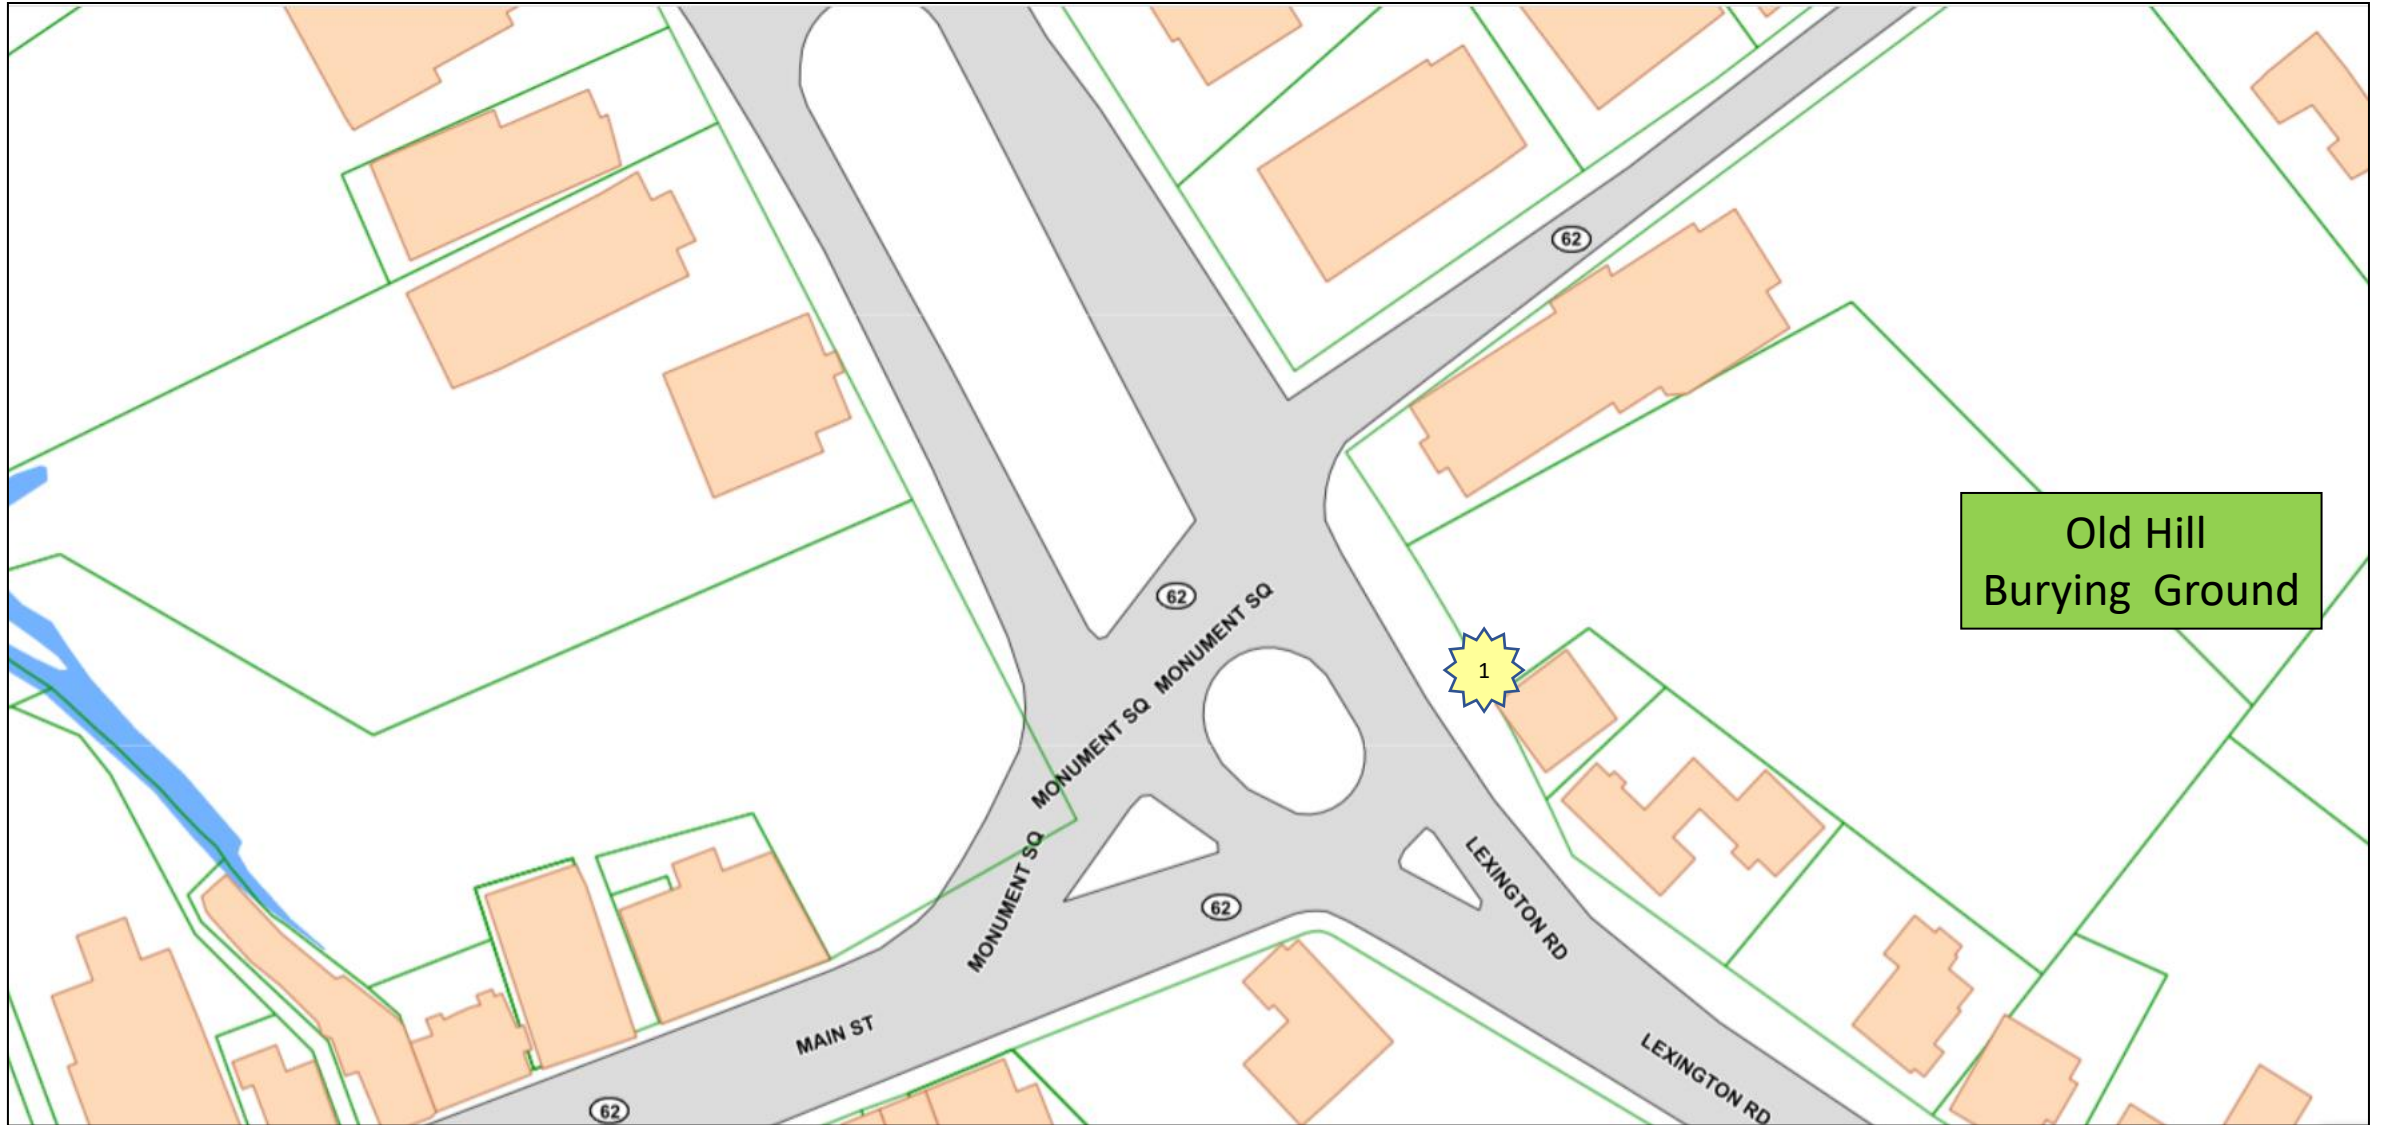 62
Old Hill
Burying Ground
62
MONUMENT SQ
1
MONUMENT SQ
MONUMENT SQ
LEXINGTON RD
62
MAIN ST
LEXINGTON RD
62